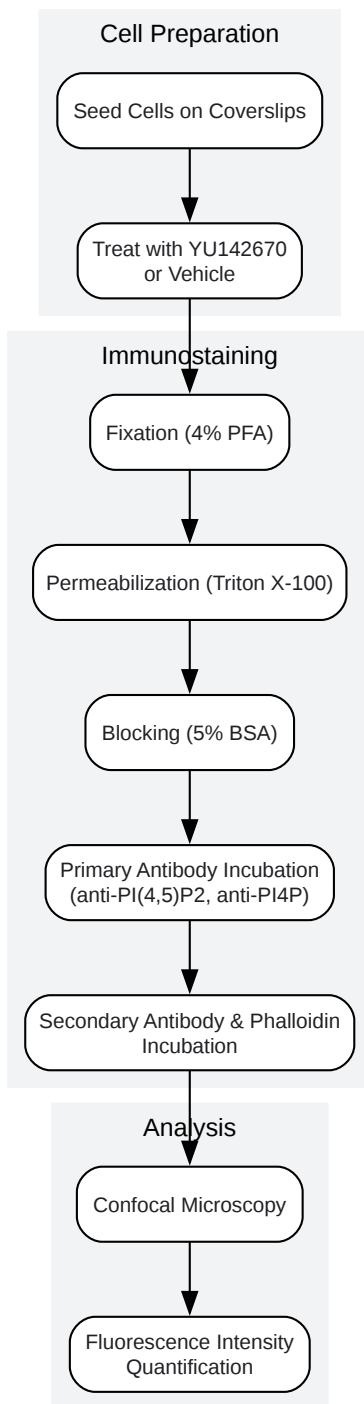 Cell Preparation
Seed Cells on Coverslips
Treat with YU142670
or Vehicle
Immunostaining
Fixation (4% PFA)
Permeabilization (Triton X-100)
Blocking (5% BSA)
Primary Antibody Incubation
(anti-PI(4,5)P2, anti-PI4P)
Secondary Antibody & Phalloidin
Incubation
Analysis
Confocal Microscopy
Fluorescence Intensity
Quantification